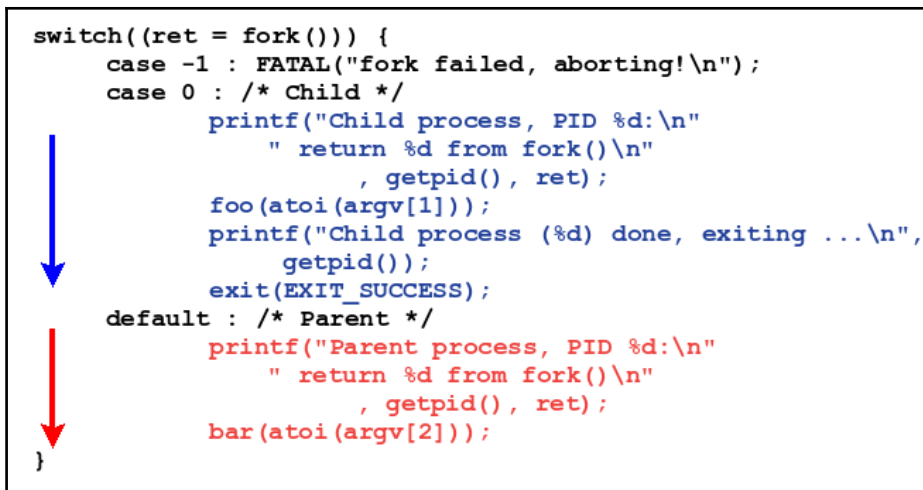 switch((ret = fork())) {
case -1 : FATAL("fork failed, aborting!\n");
case 0 : /* Child */
printf("Child process, PID %d:\n"
" return %d from fork()\n"
, getpid(), ret);
foo(atoi(argv[1]));
printf("Child process (%d) done, exiting ...\n",
getpid());
exit(EXIT_SUCCESS);
default : /* Parent */
printf("Parent process, PID %d:\n"
" return %d from fork()\n"
, getpid(), ret);
bar(atoi(argv[2]));
}